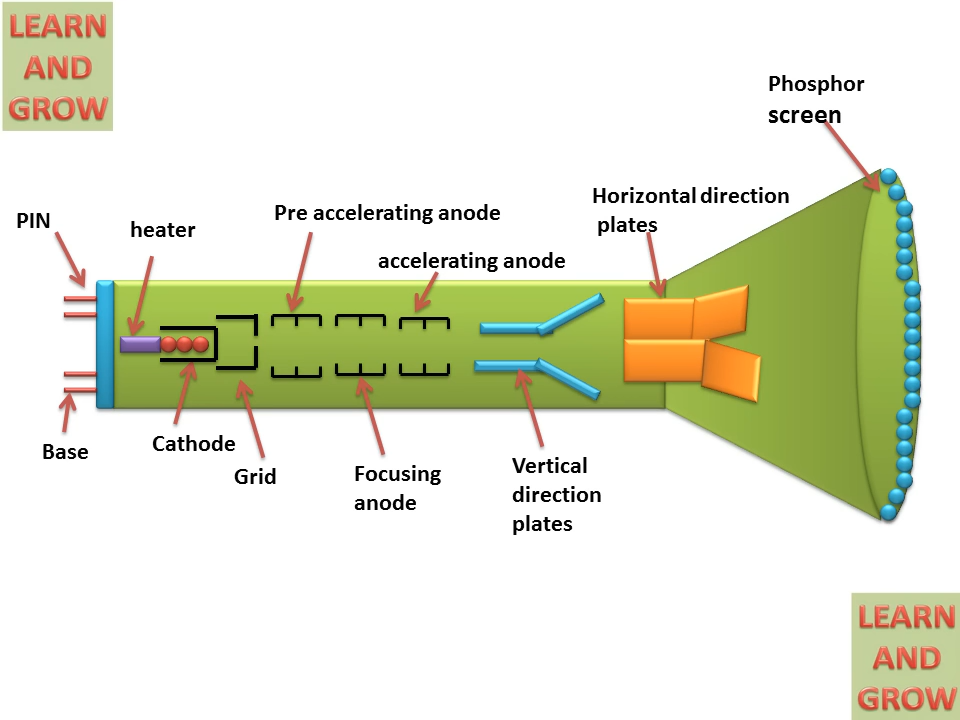 LEARN
AND
GROW
Phosphor
screen
PIN
heater
Pre accelerating anode
Horizontal direction
plates
accelerating anode
Base
Cathode
Grid
Focusing
anode
Vertical
direction
plates
LEARN
AND
GROW